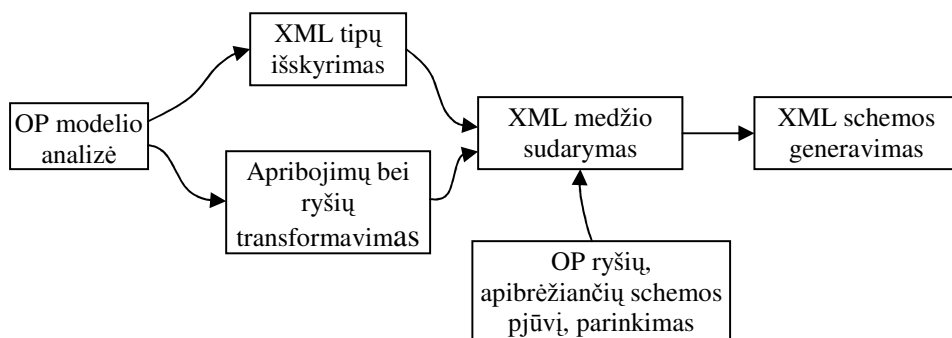 XML tipų
išskyrimas
OP modelio
analizė
Apribojimų bei
ryšių
transformavimas
XML medžio
sudarymas
XML schemos
generavimas
OP ryšių,
apibrėžiančių schemos
pjūvį, parinkimas